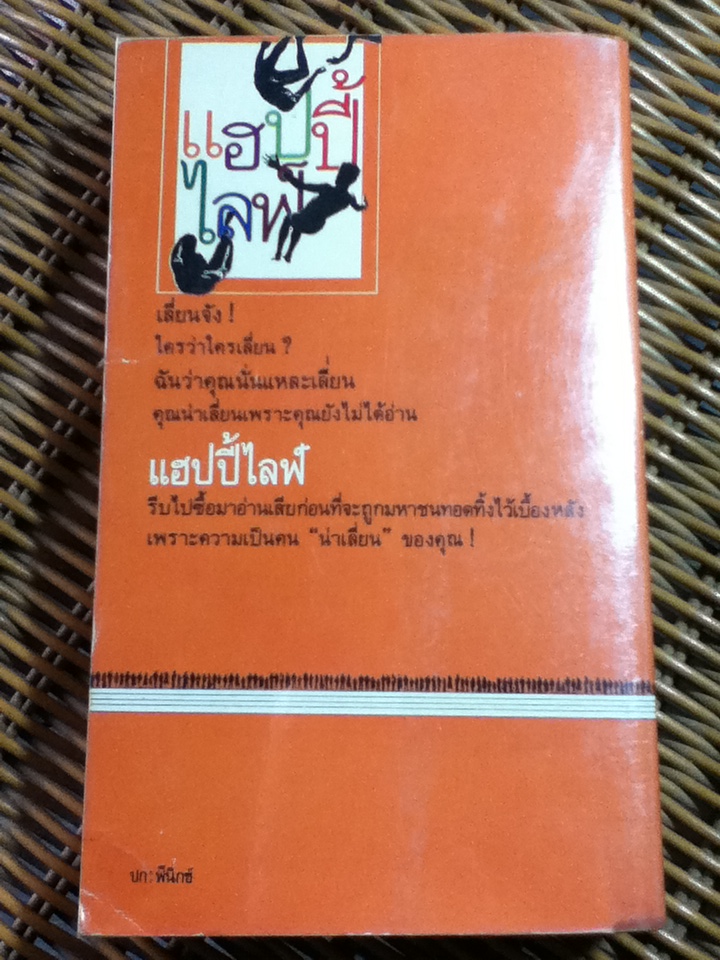 แฮปปี้
ไลฟ์
เลี่ยนจัง !
ใครว่าใครเลี่ยน ?
ฉันว่าคุณนั่นแหละเลี่ยน
คุณน่าเลี่ยนเพราะคุณยังไม่ได้อ่าน
แฮปปี้ไลฟ์
รีบไปซื้อมาอ่านเสียก่อนที่จะถูกมหาชนทอดทิ้งไว้เบื้องหลัง
เพราะความเป็นคน “น่าเลี่ยน” ของคุณ !
ปก: พีนิกซ์